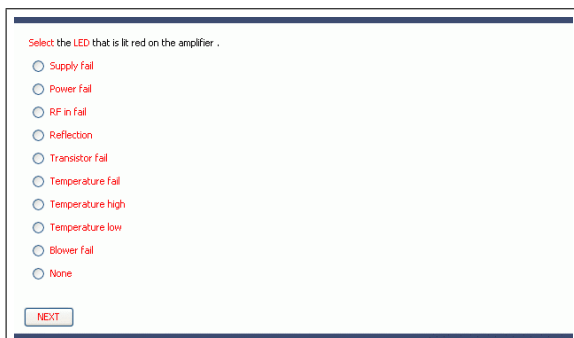 Select the LED that is lit red on the amplifier .
Supply fail
Power fail
RF in fail
Reflection
Transistor fail
Temperature fail
Temperature high
Temperature low
Blower fail
None
NEXT